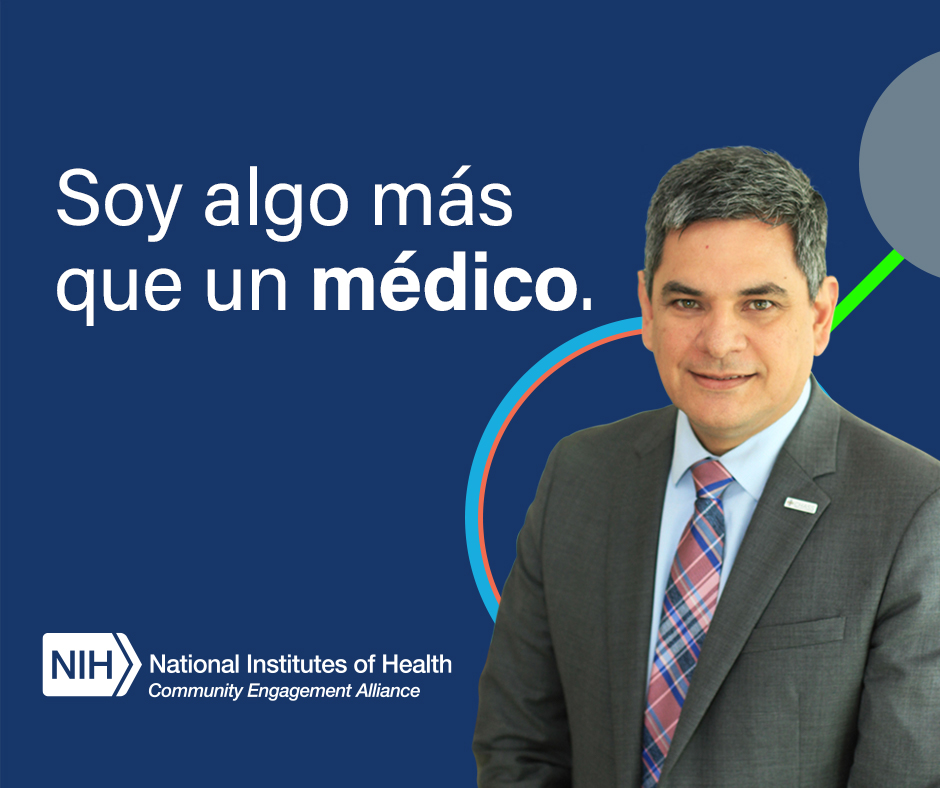 Soy algo más
que un médico.
NIH National Institutes of Health
Community Engagement Alliance